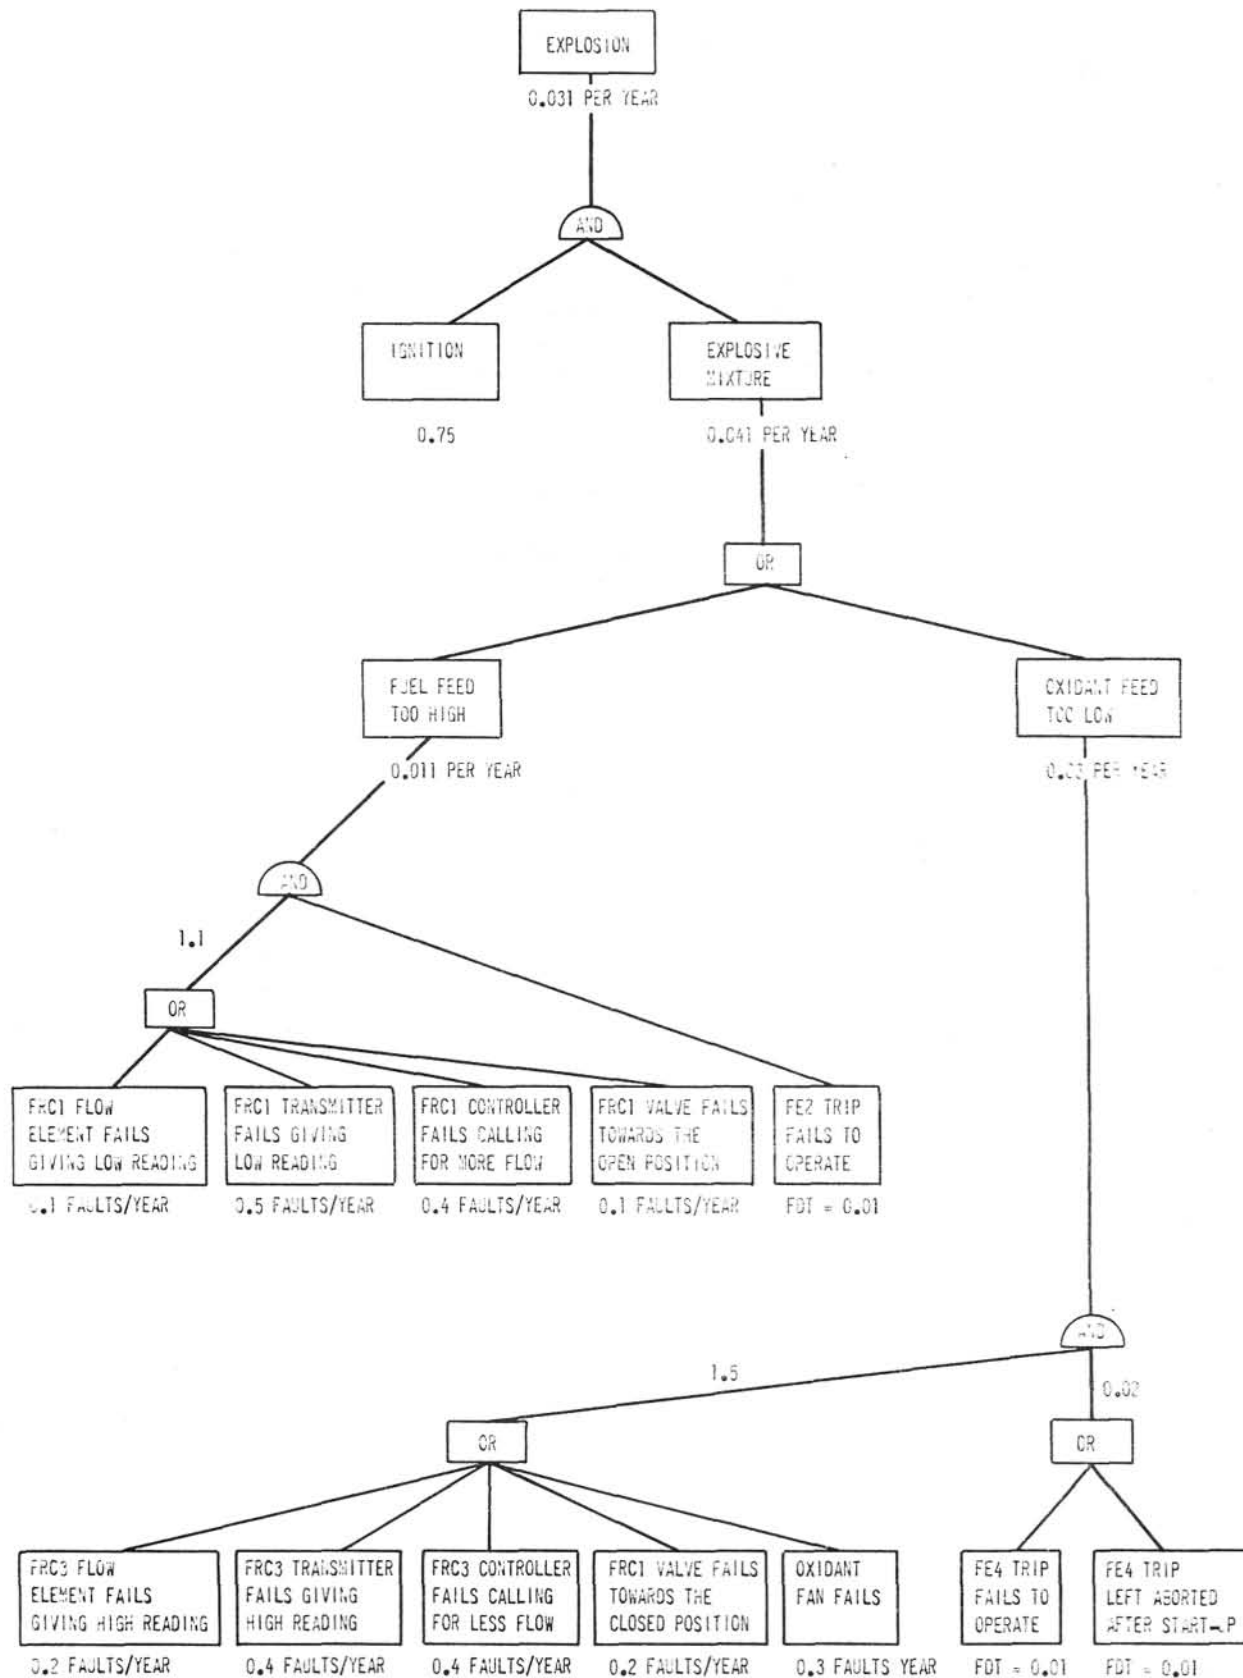 EXPLOSION
0.031 PER YEAR
AND
IGNITION
0.75
EXPLOSIVE
MIXTURE
0.041 PER YEAR
OR
FUEL FEED
TOO HIGH
0.011 PER YEAR
OXIDANT FEED
TOO LOW
0.03 PER YEAR
AND
1.1
OR
FRC1 FLOW
ELEMENT FAILS
GIVING LOW READING
0.1 FAULTS/YEAR
FRC1 TRANSMITTER
FAILS GIVING
LOW READING
0.5 FAULTS/YEAR
FRC1 CONTROLLER
FAILS CALLING
FOR MORE FLOW
0.4 FAULTS/YEAR
FRC1 VALVE FAILS
TOWARDS THE
OPEN POSITION
0.1 FAULTS/YEAR
FE2 TRIP
FAILS TO
OPERATE
FDT = 0.01
AND
1.5
0.02
OR
OR
FRC3 FLOW
ELEMENT FAILS
GIVING HIGH READING
0.2 FAULTS/YEAR
FRC3 TRANSMITTER
FAILS GIVING
HIGH READING
0.4 FAULTS/YEAR
FRC3 CONTROLLER
FAILS CALLING
FOR LESS FLOW
0.4 FAULTS/YEAR
FRC1 VALVE FAILS
TOWARDS THE
CLOSED POSITION
0.2 FAULTS/YEAR
OXIDANT
FAN FAILS
0.3 FAULTS YEAR
FE4 TRIP
FAILS TO
OPERATE
FDT = 0.01
FE4 TRIP
LEFT ABORTED
AFTER START-UP
FDT = 0.01